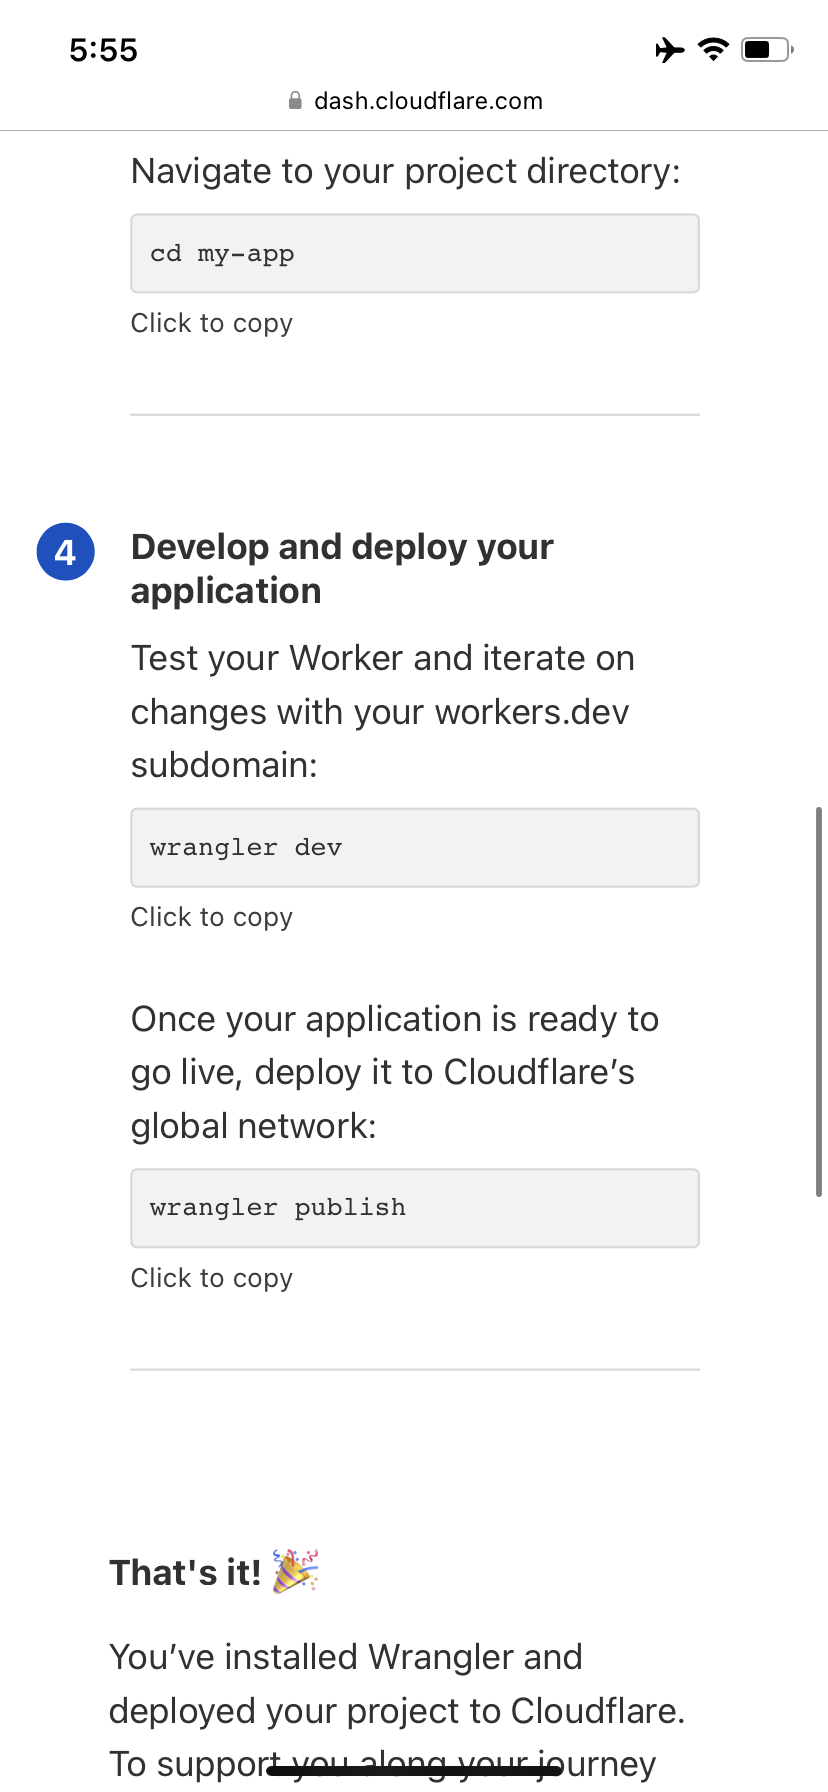 5:55
dash.cloudflare.com
Navigate to your project directory:
cd my-app
Click to copy
4
Develop and deploy your
application
Test your Worker and iterate on
changes with your workers.dev
subdomain:
wrangler dev
Click to copy
Once your application is ready to
go live, deploy it to Cloudflare’s
global network:
wrangler publish
Click to copy
That's it! 🎉
You’ve installed Wrangler and
deployed your project to Cloudflare.
To support you along your journey